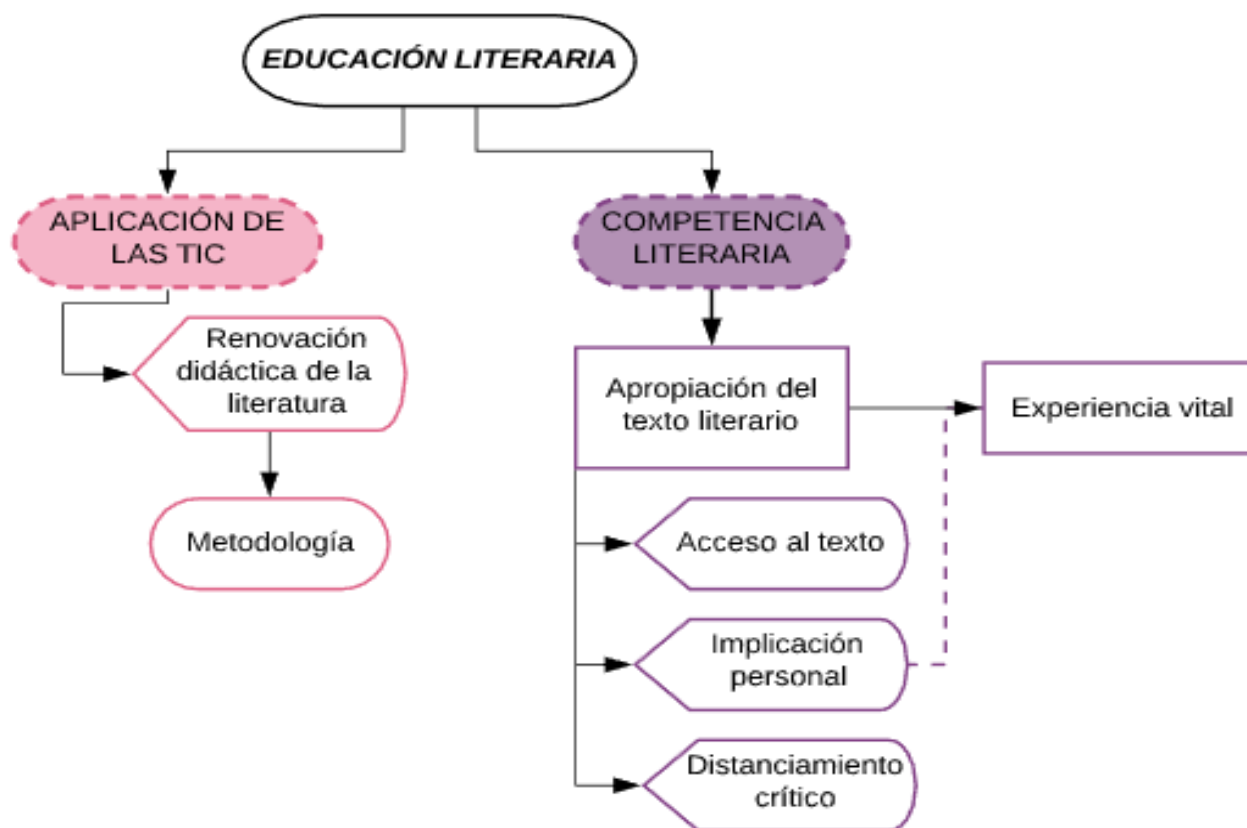 EDUCACIÓN LITERARIA
APLICACIÓN DE
LAS TIC
COMPETENCIA
LITERARIA
Renovación
didáctica de la
literatura
Metodología
Apropiación del
texto literario
Experiencia vital
Acceso al texto
Implicación
personal
Distanciamiento
crítico